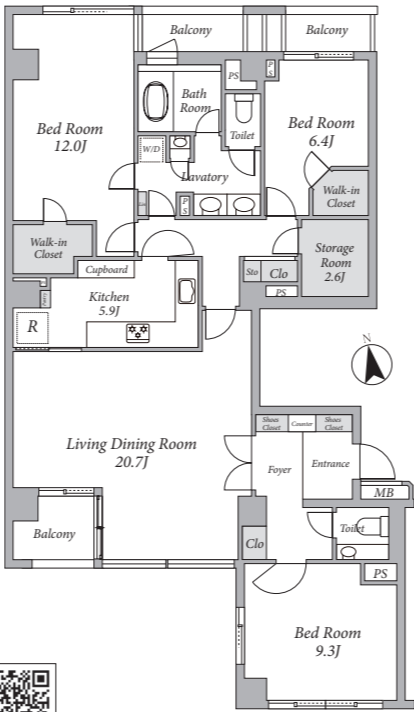 Balcony
Balcony
PS
P
S
Bath
Room
Bed Room
12.0J
Toilet
Bed Room
6.4J
W/D
Lavatory
P
S
Walk-in
Closet
Walk-in
Closet
Storage
Room
2.6J
Cupboard
Sto
Clo
PS
Kitchen
5.9J
R
N
Living Dining Room
20.7J
Shoes
Closet
Counter
Shoes
Closet
Foyer
Entrance
MB
Balcony
Clo
Toilet
PS
Bed Room
9.3J